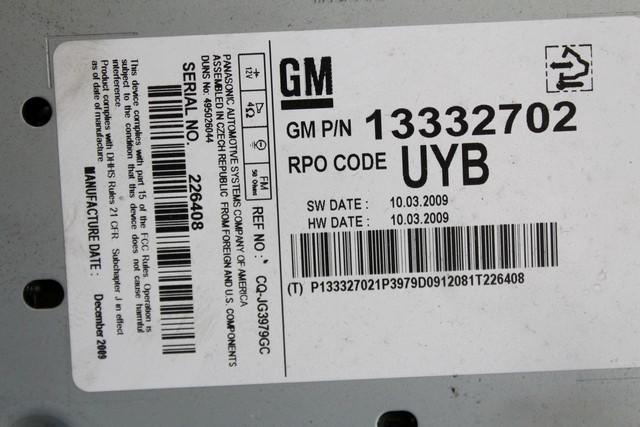 GM
GM P/N 13332702
RPO CODE UYB
SW DATE : 10.03.2009
HW DATE : 10.03.2009
(T) P133327021P3979D0912081T226408
+ 12V
4Ω
FM 50 Ohms
REF NO : CQ-JG3979GC
PANASONIC AUTOMOTIVE SYSTEMS COMPANY OF AMERICA
ASSEMBLED IN CZECH REPUBLIC FROM FOREIGN AND U.S. COMPONENTS
DUNS No. 495026044
SERIAL NO. 226408
This device complies with part 15 of the FCC Rules Operation is
subject to the condition that this device does not cause harmful
interference.
Product complies with DHHS Rules 21 CFR Subchapter J in effect
as of date of manufacture.
MANUFACTURE DATE : December 2009